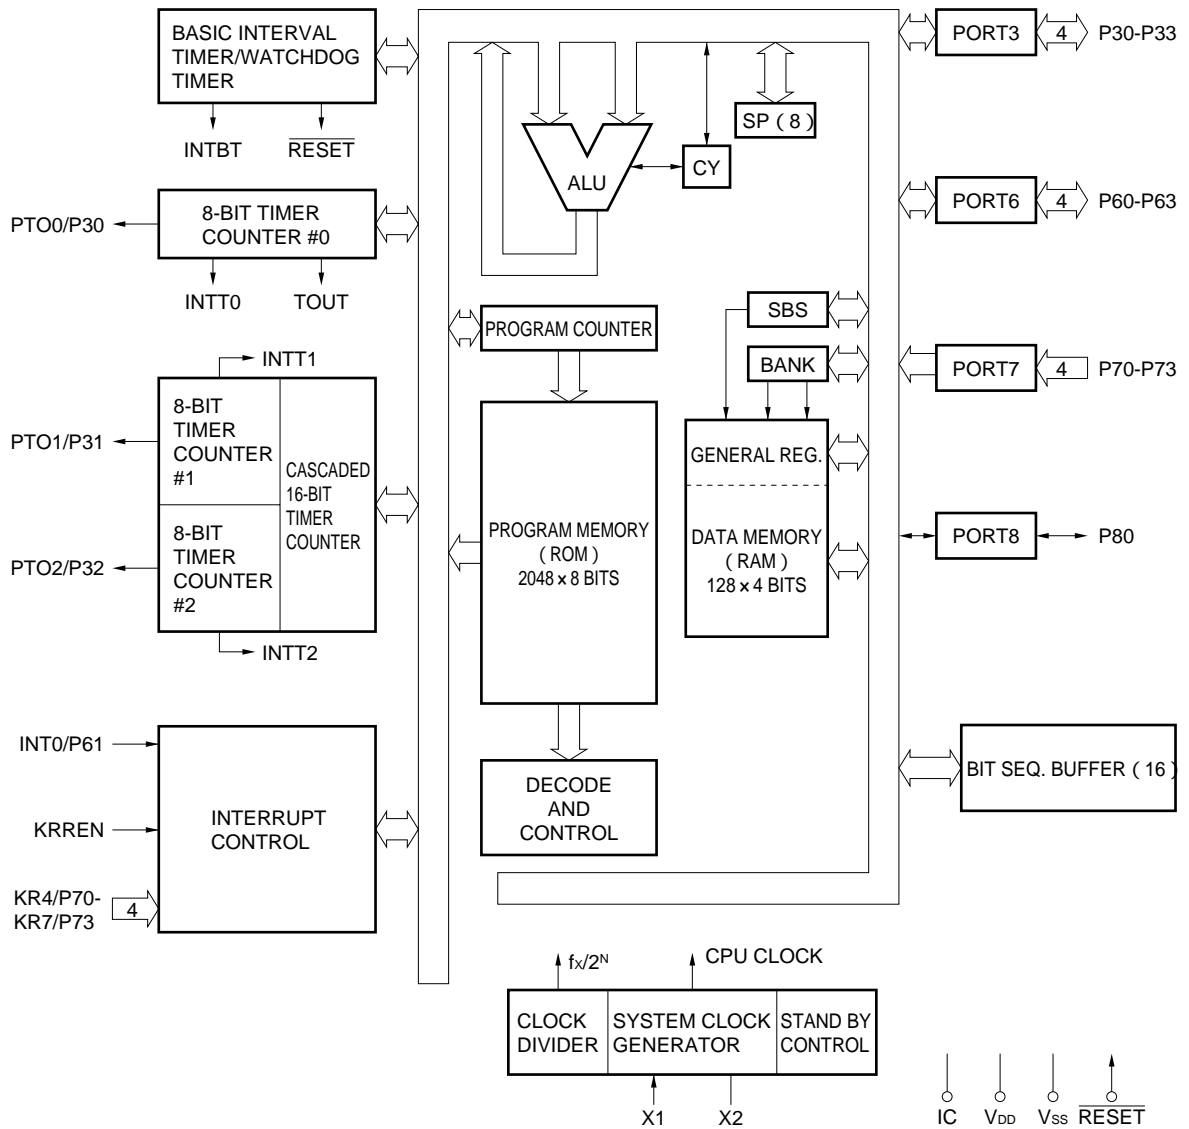 BASIC INTERVAL
TIMER/WATCHDOG
TIMER
INTBT
RESET
PTO0/P30
8-BIT TIMER
COUNTER #0
INTT0
TOUT
INTT1
PTO1/P31
8-BIT
TIMER
COUNTER
#1
PTO2/P32
8-BIT
TIMER
COUNTER
#2
CASCADED
16-BIT
TIMER
COUNTER
INTT2
INT0/P61
KRREN
KR4/P70-
KR7/P73
4
INTERRUPT
CONTROL
ALU
CY
SP ( 8 )
PROGRAM COUNTER
PROGRAM MEMORY
( ROM )
2048 × 8 BITS
DECODE
AND
CONTROL
SBS
BANK
GENERAL REG.
DATA MEMORY
( RAM )
128 × 4 BITS
PORT3
4
P30-P33
PORT6
4
P60-P63
PORT7
4
P70-P73
PORT8
P80
BIT SEQ. BUFFER ( 16 )
fx/2ᴺ
CPU CLOCK
CLOCK
DIVIDER
SYSTEM CLOCK
GENERATOR
STAND BY
CONTROL
X1
X2
IC
VDD
VSS
RESET